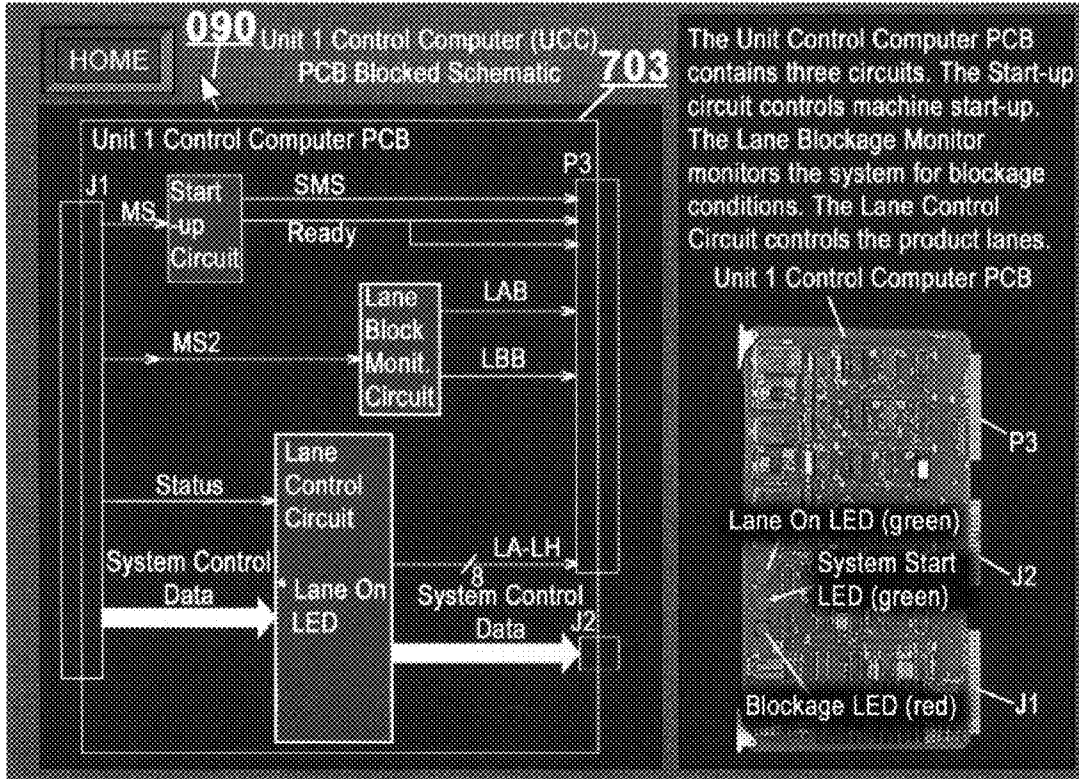 HOME
090
Unit 1 Control Computer (UCC)
PCB Blocked Schematic
703
Unit 1 Control Computer PCB
J1
P3
MS
Start
-up
Circuit
SMS
Ready
MS2
Lane
Block
Monit.
Circuit
LAB
LBB
Status
Lane
Control
Circuit
System Control
Data
Lane On
LED
LA-LH
8
System Control
Data
J2
The Unit Control Computer PCB
contains three circuits. The Start-up
circuit controls machine start-up.
The Lane Blockage Monitor
monitors the system for blockage
conditions. The Lane Control
Circuit controls the product lanes.
Unit 1 Control Computer PCB
P3
Lane On LED (green)
System Start
LED (green)
J2
Blockage LED (red)
J1